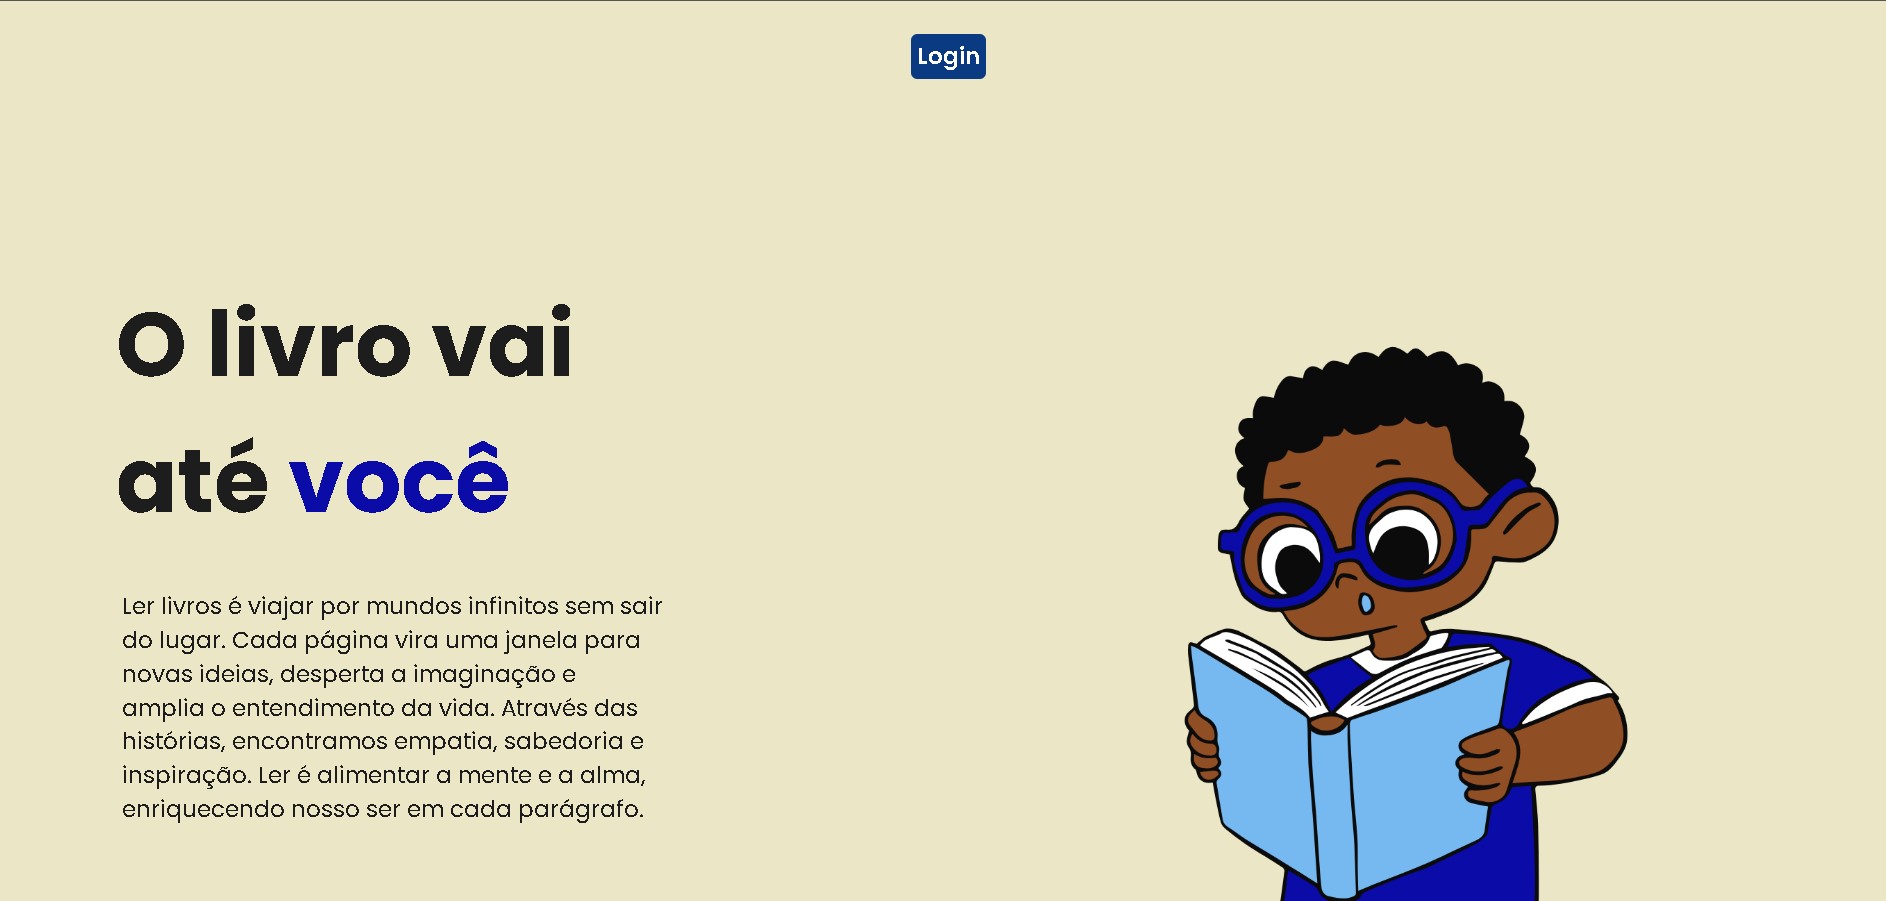 Login
O livro vai
até você
Ler livros é viajar por mundos infinitos sem sair
do lugar. Cada página vira uma janela para
novas ideias, desperta a imaginação e
amplia o entendimento da vida. Através das
histórias, encontramos empatia, sabedoria e
inspiração. Ler é alimentar a mente e a alma,
enriquecendo nosso ser em cada parágrafo.